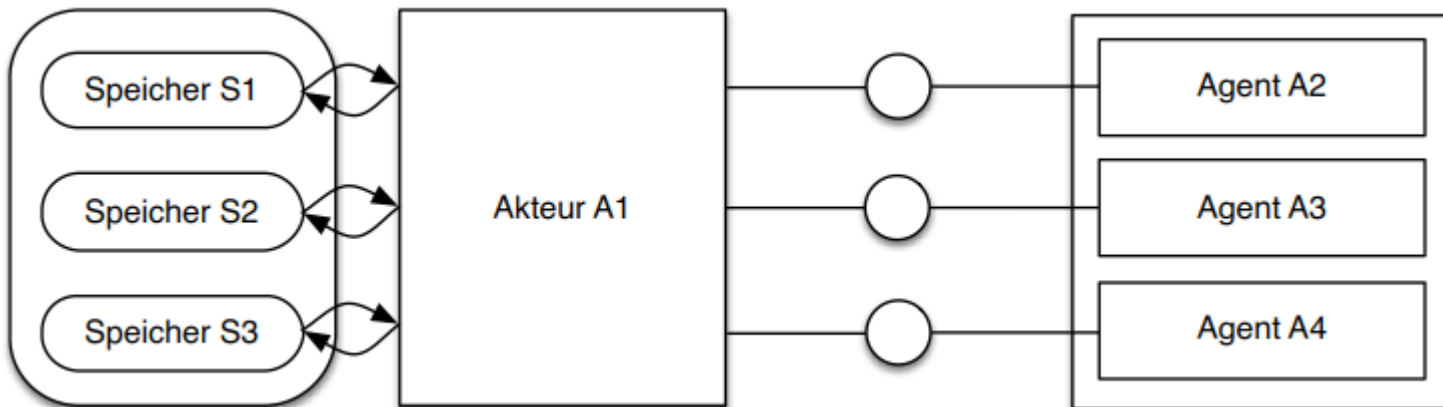 Speicher S1
Speicher S2
Speicher S3
Akteur A1
Agent A2
Agent A3
Agent A4